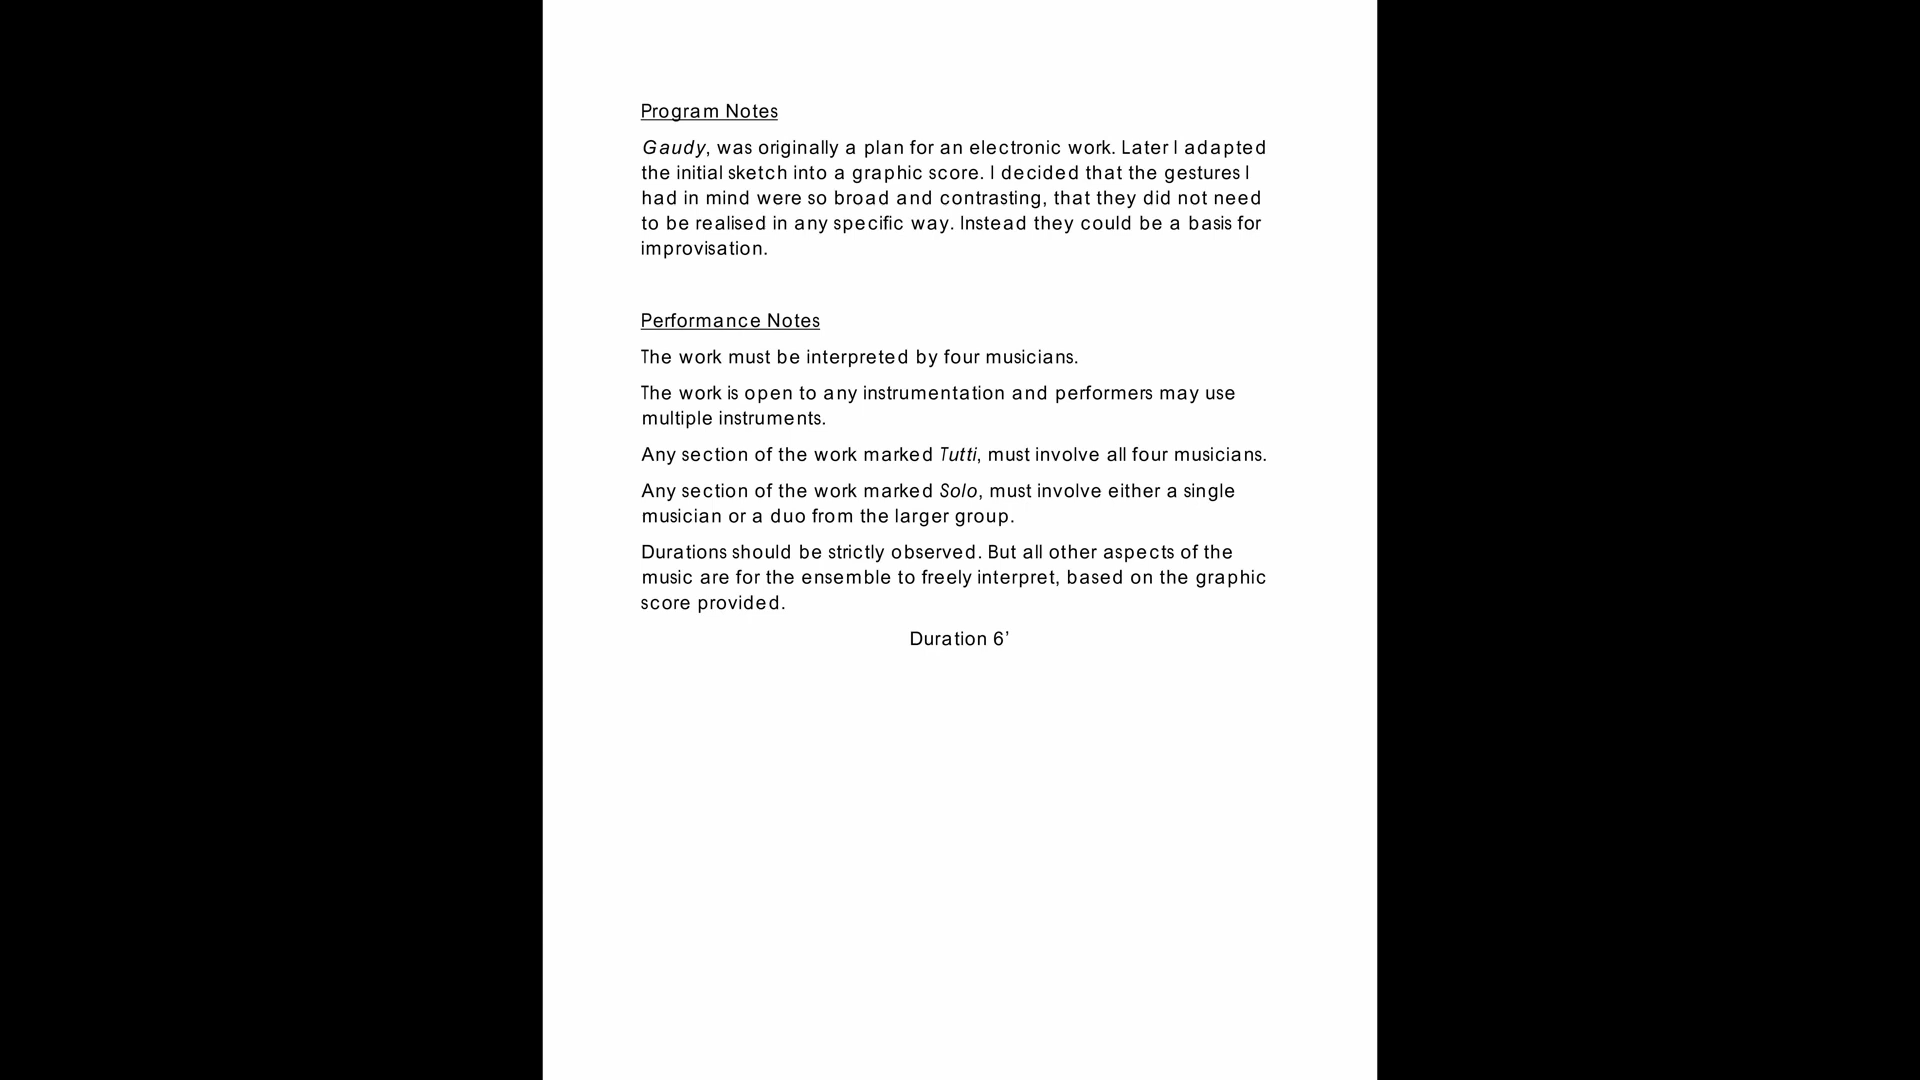 Program Notes
Gaudy, was originally a plan for an electronic work. Later I adapted
the initial sketch into a graphic score. I decided that the gestures I
had in mind were so broad and contrasting, that they did not need
to be realised in any specific way. Instead they could be a basis for
improvisation.
Performance Notes
The work must be interpreted by four musicians.
The work is open to any instrumentation and performers may use
multiple instruments.
Any section of the work marked Tutti, must involve all four musicians.
Any section of the work marked Solo, must involve either a single
musician or a duo from the larger group.
Durations should be strictly observed. But all other aspects of the
music are for the ensemble to freely interpret, based on the graphic
score provided.
Duration 6’